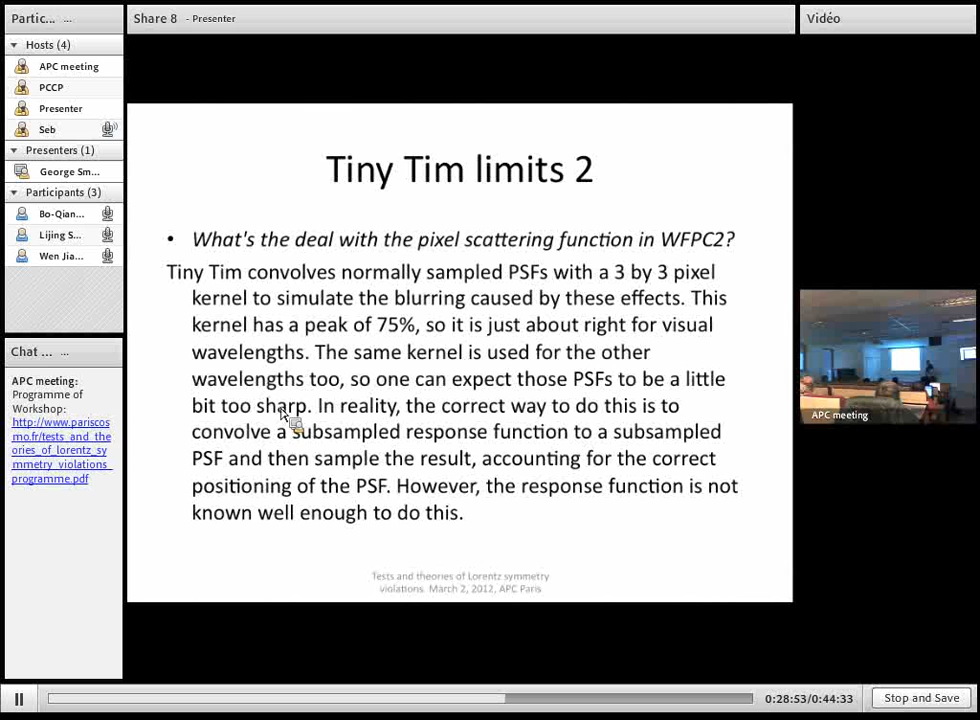 Partic... ...
Hosts (4)
APC meeting
PCCP
Presenter
Seb
Presenters (1)
George Sm...
Participants (3)
Bo-Qian...
Lijing S...
Wen Jia...
Chat ... ...
APC meeting:
Programme of
Workshop:
http://www.pariscos
mo.fr/tests_and_the
ories_of_lorentz_sy
mmetry_violations_
programme.pdf
Share 8 - Presenter
Tiny Tim limits 2
• What's the deal with the pixel scattering function in WFPC2?
Tiny Tim convolves normally sampled PSFs with a 3 by 3 pixel
kernel to simulate the blurring caused by these effects. This
kernel has a peak of 75%, so it is just about right for visual
wavelengths. The same kernel is used for the other
wavelengths too, so one can expect those PSFs to be a little
bit too sharp. In reality, the correct way to do this is to
convolve a subsampled response function to a subsampled
PSF and then sample the result, accounting for the correct
positioning of the PSF. However, the response function is not
known well enough to do this.
Tests and theories of Lorentz symmetry
violations. March 2, 2012, APC Paris
Vidéo
APC meeting
0:28:53/0:44:33
Stop and Save